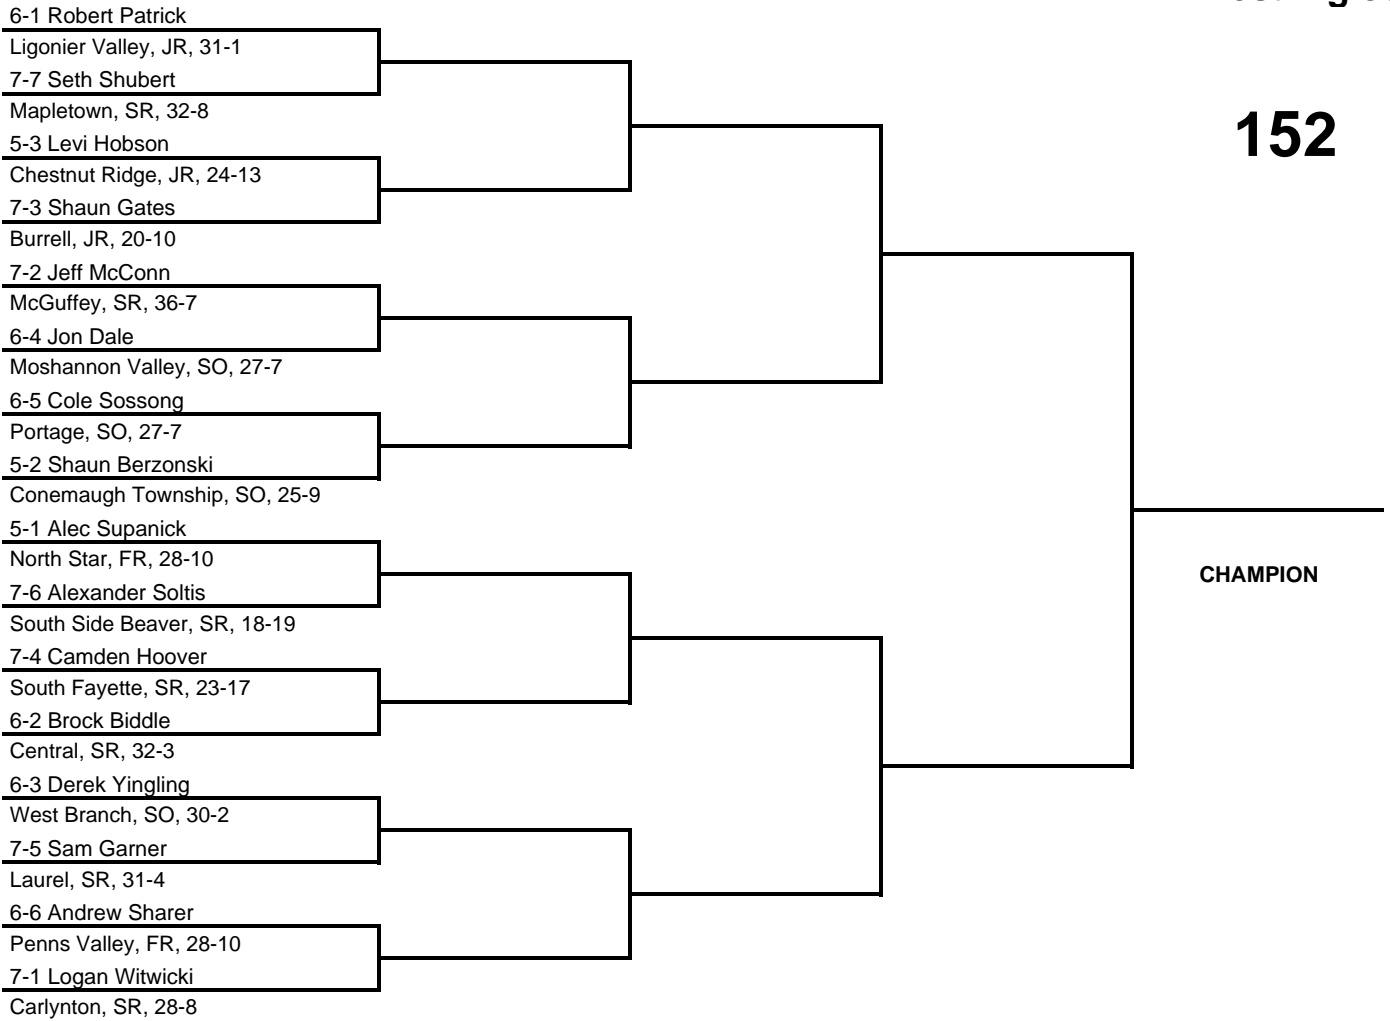 6-1 Robert Patrick
Ligonier Valley, JR, 31-1
7-7 Seth Shubert
Mapletown, SR, 32-8
152
5-3 Levi Hobson
Chestnut Ridge, JR, 24-13
7-3 Shaun Gates
Burrell, JR, 20-10
7-2 Jeff McConn
McGuffey, SR, 36-7
6-4 Jon Dale
Moshannon Valley, SO, 27-7
6-5 Cole Sossong
Portage, SO, 27-7
5-2 Shaun Berzonski
Conemaugh Township, SO, 25-9
5-1 Alec Supanick
North Star, FR, 28-10
CHAMPION
7-6 Alexander Soltis
South Side Beaver, SR, 18-19
7-4 Camden Hoover
South Fayette, SR, 23-17
6-2 Brock Biddle
Central, SR, 32-3
6-3 Derek Yingling
West Branch, SO, 30-2
7-5 Sam Garner
Laurel, SR, 31-4
6-6 Andrew Sharer
Penns Valley, FR, 28-10
7-1 Logan Witwicki
Carlynton, SR, 28-8